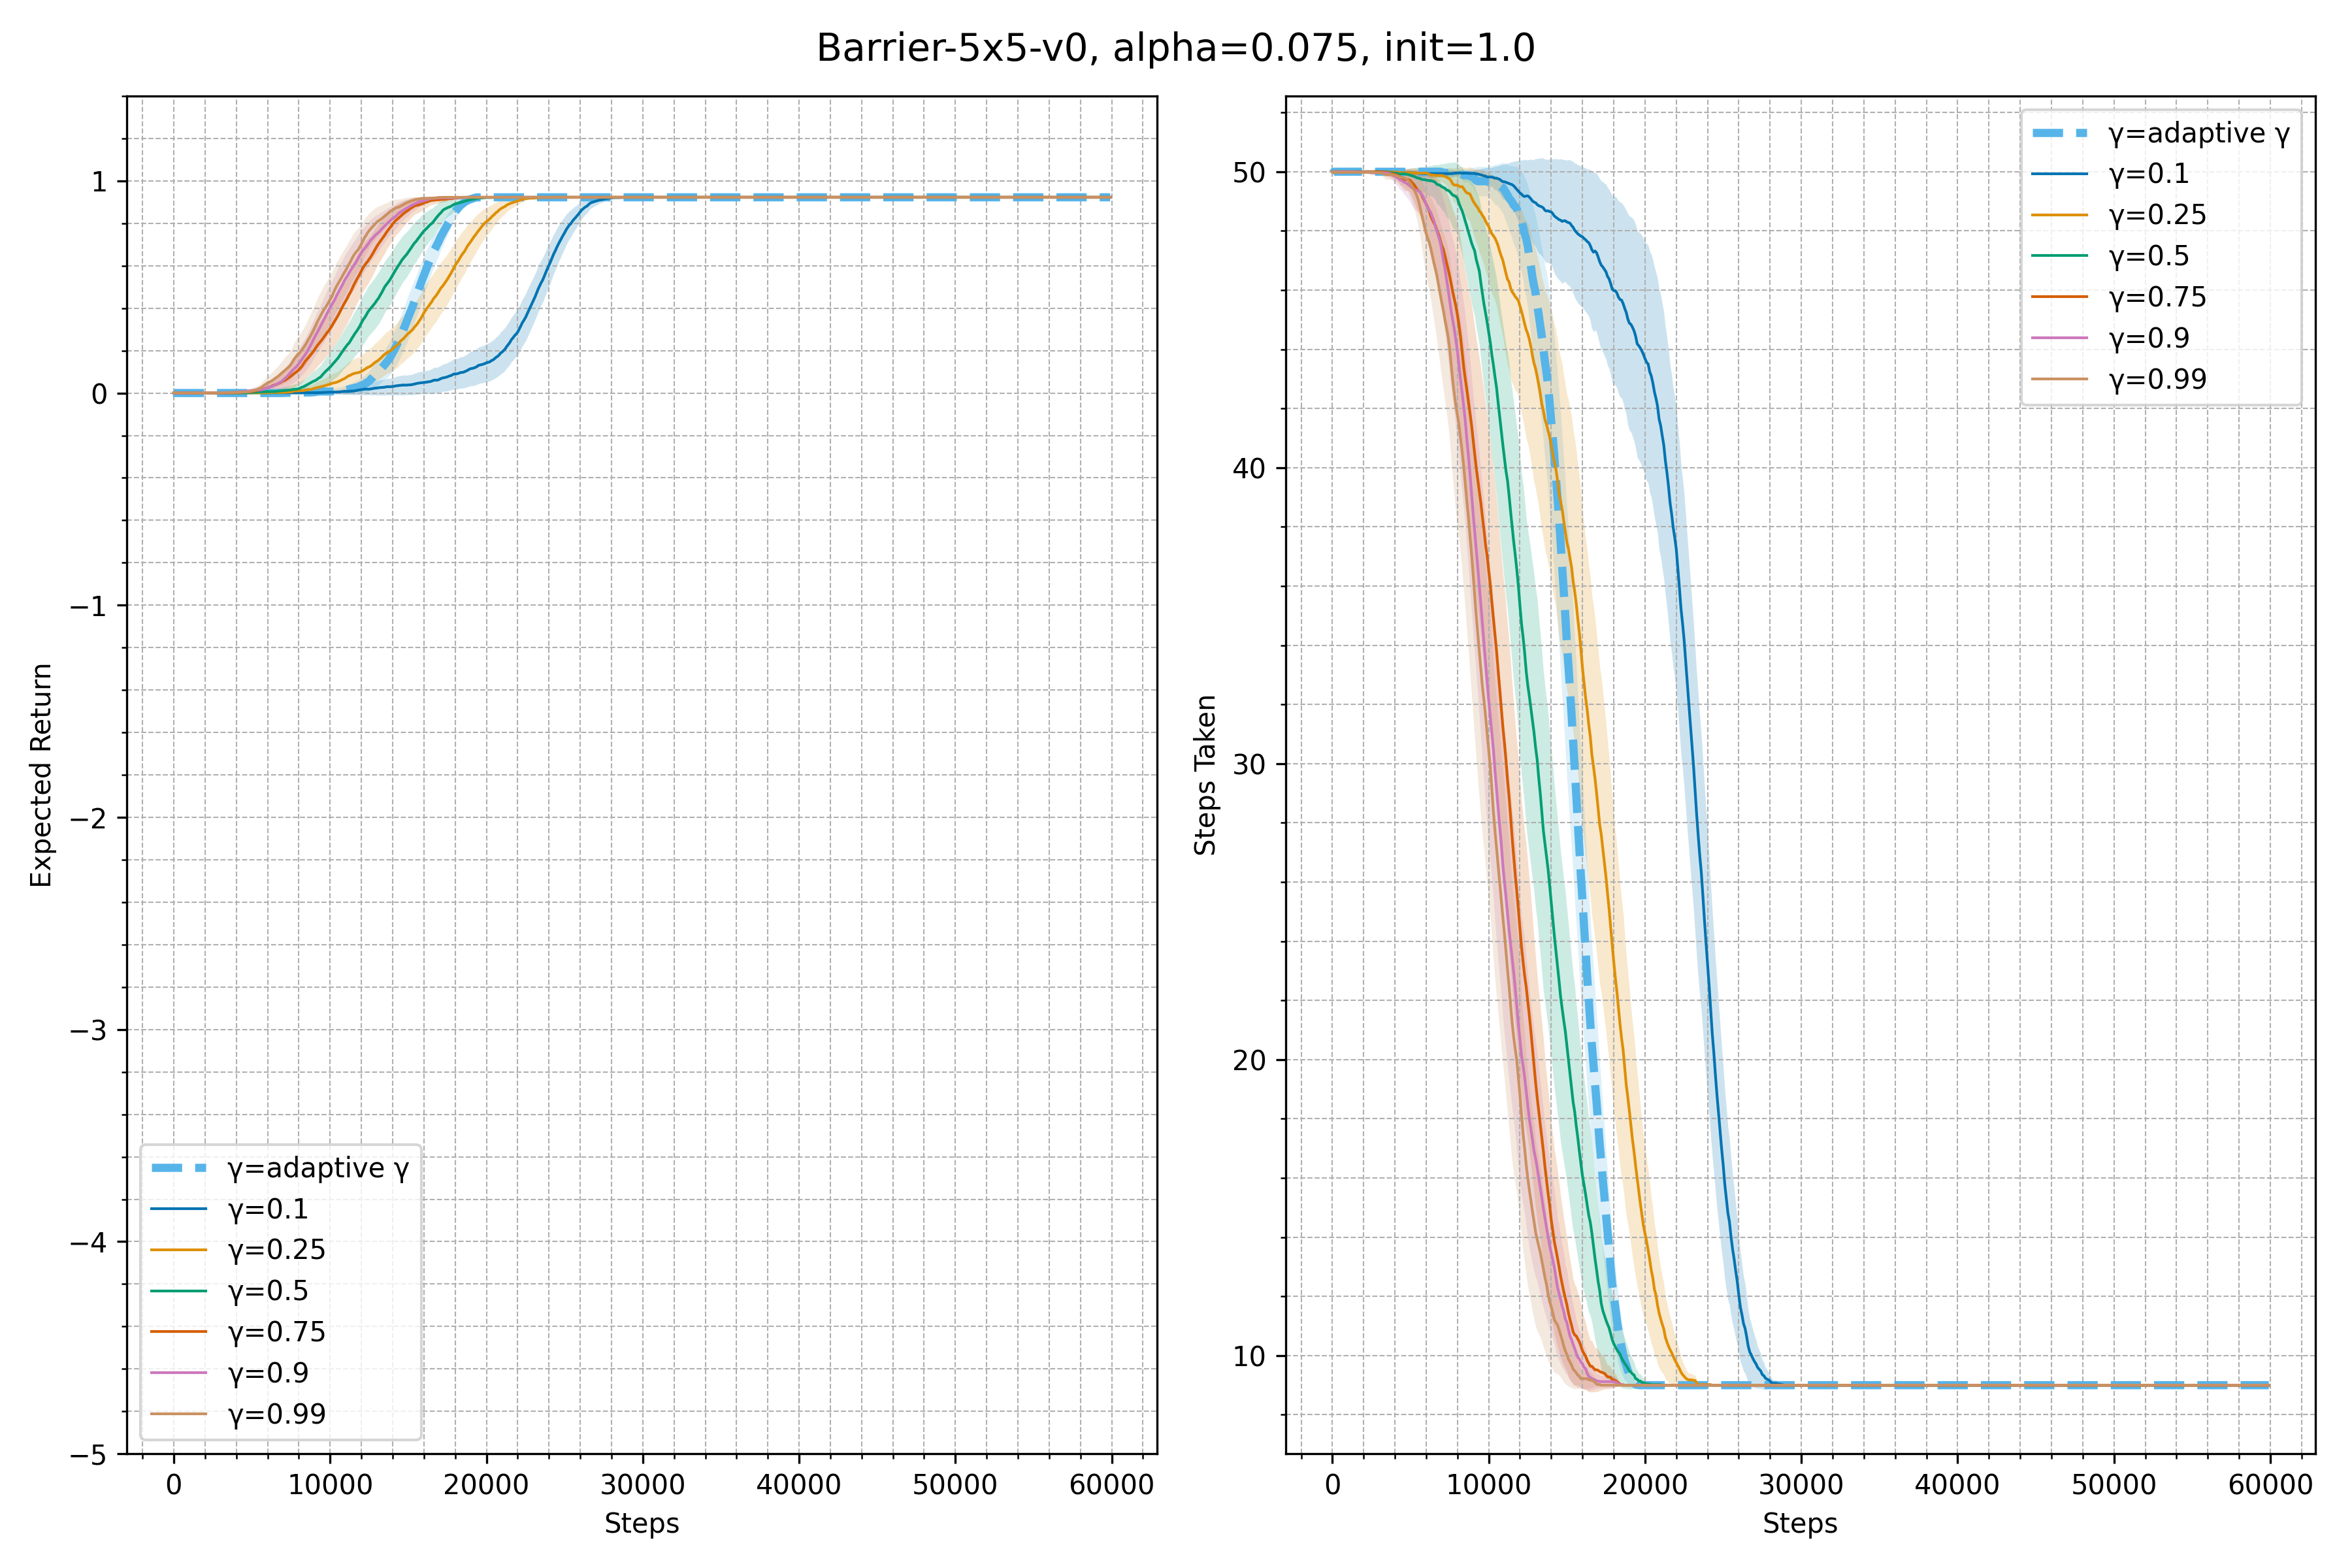 Barrier-5x5-v0, alpha=0.075, init=1.0
Expected Return
1
0
−1
−2
−3
−4
−5
γ=adaptive γ
γ=0.1
γ=0.25
γ=0.5
γ=0.75
γ=0.9
γ=0.99
0 10000 20000 30000 40000 50000 60000
Steps
Steps Taken
50
40
30
20
10
γ=adaptive γ
γ=0.1
γ=0.25
γ=0.5
γ=0.75
γ=0.9
γ=0.99
0 10000 20000 30000 40000 50000 60000
Steps